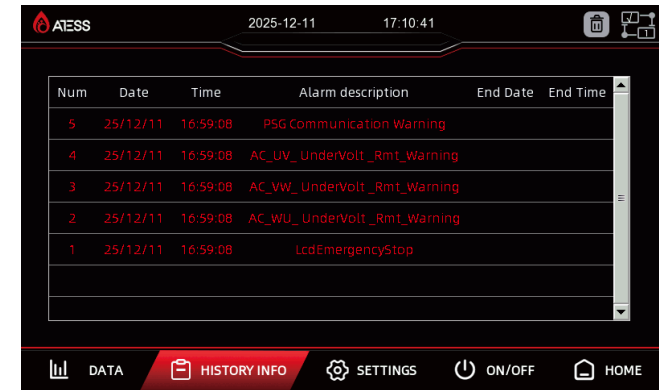 ATESS 2025-12-11 17:10:41
1
Num Date Time Alarm description End Date End Time
5 25/12/11 16:59:08 PSG Communication Warning
4 25/12/11 16:59:08 AC_UV_ UnderVolt _Rmt_Warning
3 25/12/11 16:59:08 AC_VW_ UnderVolt _Rmt_Warning
2 25/12/11 16:59:08 AC_WU_ UnderVolt _Rmt_Warning
1 25/12/11 16:59:08 LcdEmergencyStop
DATA HISTORY INFO SETTINGS ON/OFF HOME